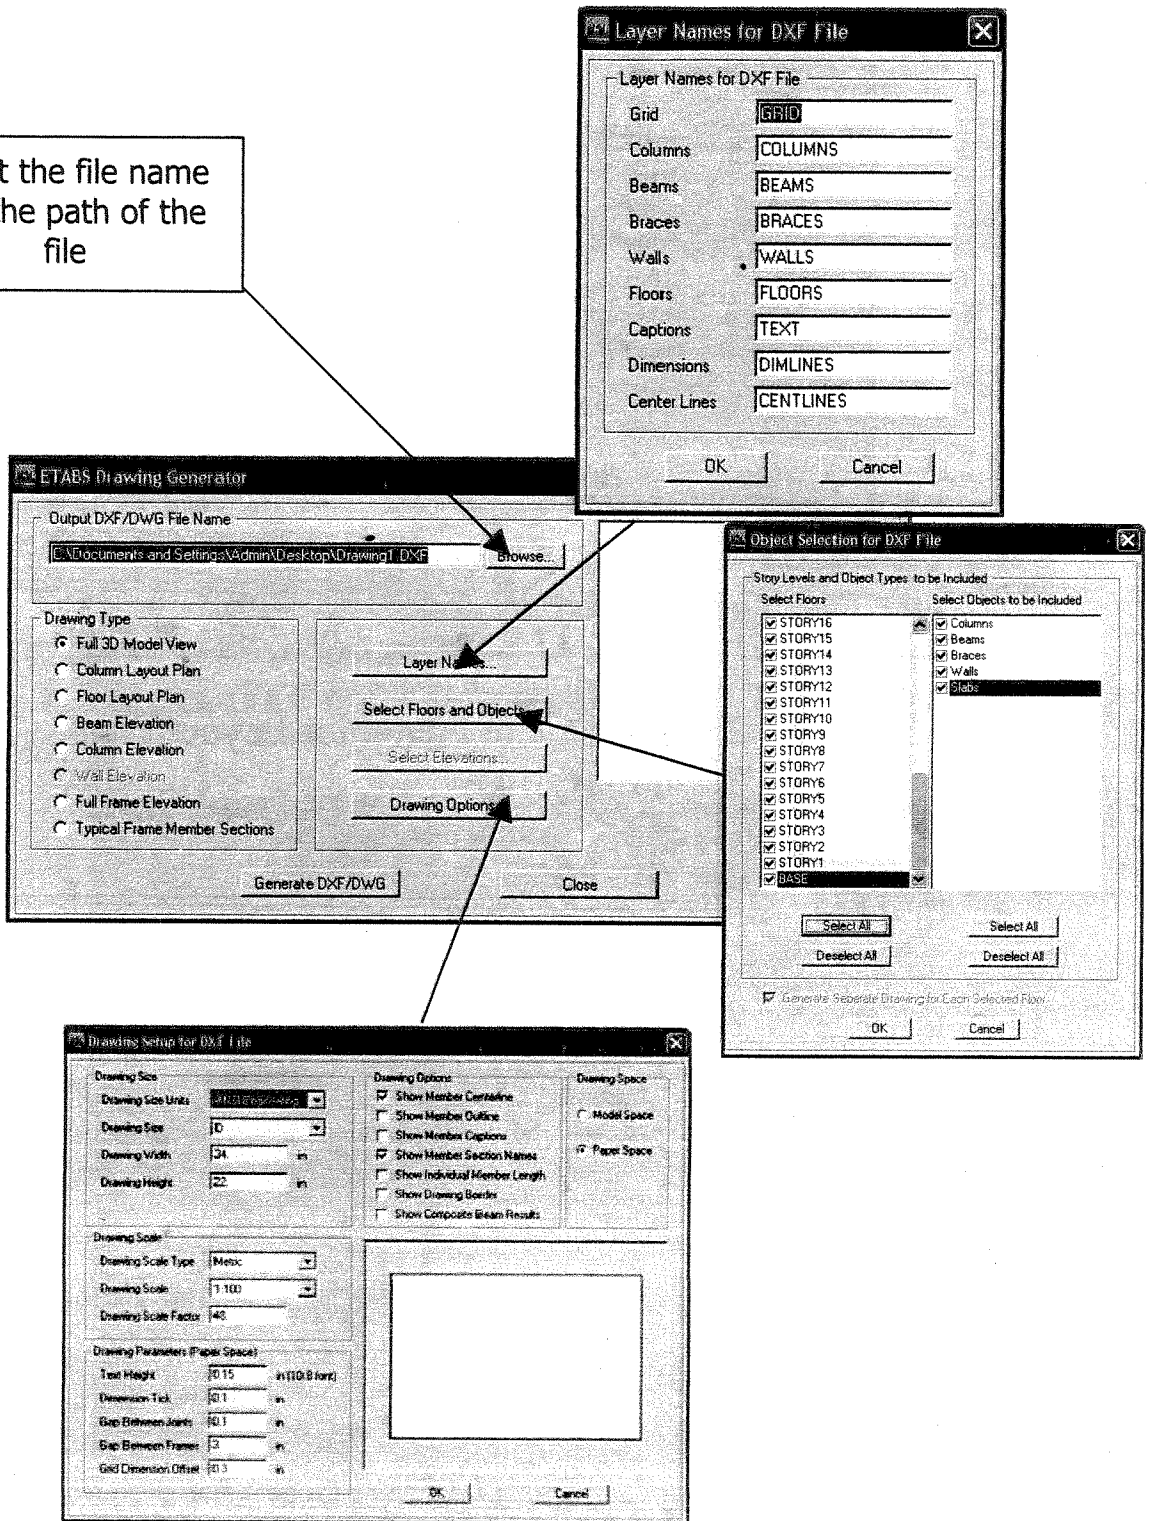 Layer Names for DXF File
Layer Names for DXF File
Grid GRID
Columns COLUMNS
Beams BEAMS
Braces BRACES
Walls WALLS
Floors FLOORS
Captions TEXT
Dimensions DIMLINES
Center Lines CENTLINES
OK Cancel
t the file name
he path of the
file
ETABS Drawing Generator
Output DXF/DWG File Name
C:\Documents and Settings\Admin\Desktop\Drawing1.DXF Browse...
Drawing Type
Full 3D Model View
Column Layout Plan
Floor Layout Plan
Beam Elevation
Column Elevation
Wall Elevation
Full Frame Elevation
Typical Frame Member Sections
Layer Names...
Select Floors and Objects...
Select Elevations...
Drawing Options...
Generate DXF/DWG Close
Object Selection for DXF File
Story Levels and Object Types to be Included
Select Floors
STORY16
STORY15
STORY14
STORY13
STORY12
STORY11
STORY10
STORY9
STORY8
STORY7
STORY6
STORY5
STORY4
STORY3
STORY2
STORY1
BASE
Select All
Deselect All
Select Objects to be Included
Columns
Beams
Braces
Walls
Slabs
Select All
Deselect All
Generate Seperate Drawing for Each Selected Floor
OK Cancel
Drawing Setup for DXF File
Drawing Size
Drawing Size Units
Drawing Size D
Drawing Width 34. in
Drawing Height 22. in
Drawing Scale
Drawing Scale Type Metric
Drawing Scale 1:100
Drawing Scale Factor 48.
Drawing Parameters (Paper Space)
Text Height 0.15 in (10.8 font)
Dimension Tick 0.1 in
Gap Between Joints 0.1 in
Gap Between Frames 3. in
Grid Dimension Offset 0.3 in
Drawing Options
Show Member Centerline
Show Member Outline
Show Member Captions
Show Member Section Names
Show Individual Member Length
Show Drawing Border
Show Composite Beam Results
Drawing Space
Model Space
Paper Space
OK Cancel